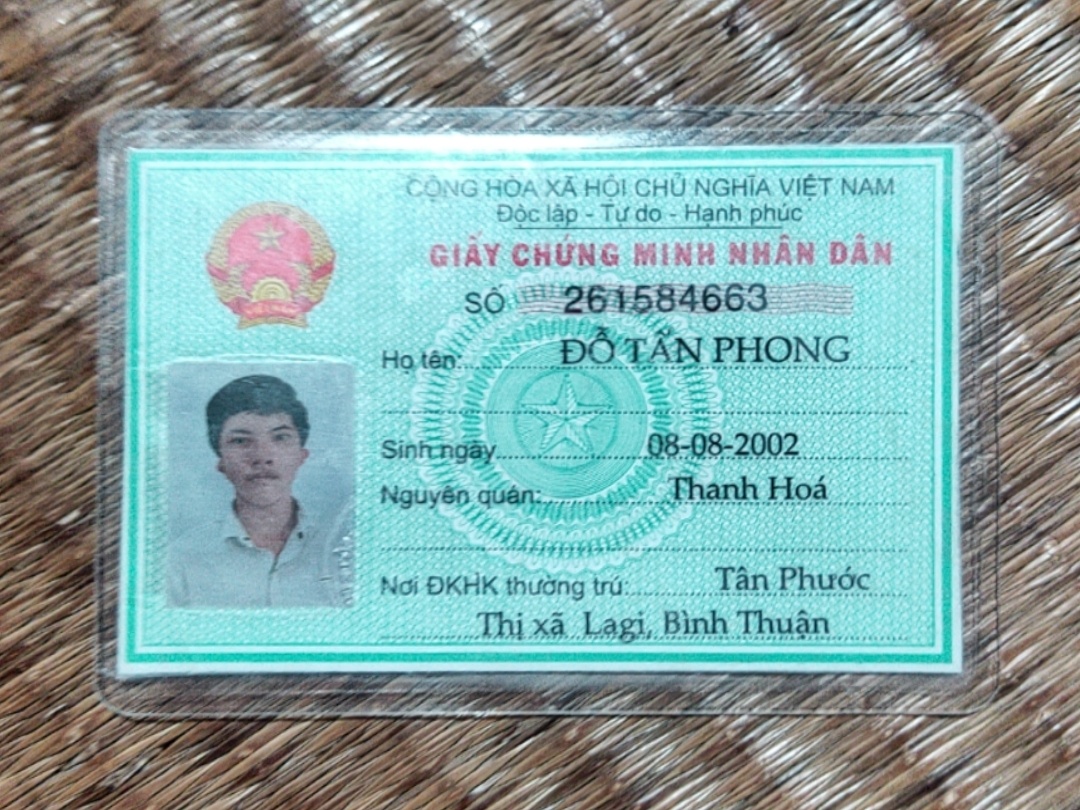 CỘNG HÒA XÃ HỘI CHỦ NGHĨA VIỆT NAM
Độc lập - Tự do - Hạnh phúc
GIẤY CHỨNG MINH NHÂN DÂN
SỐ 261584663
Họ tên: ĐỖ TẤN PHONG
Sinh ngày 08-08-2002
Nguyên quán: Thanh Hoá
Nơi ĐKHK thường trú: Tân Phước
Thị xã Lagi, Bình Thuận